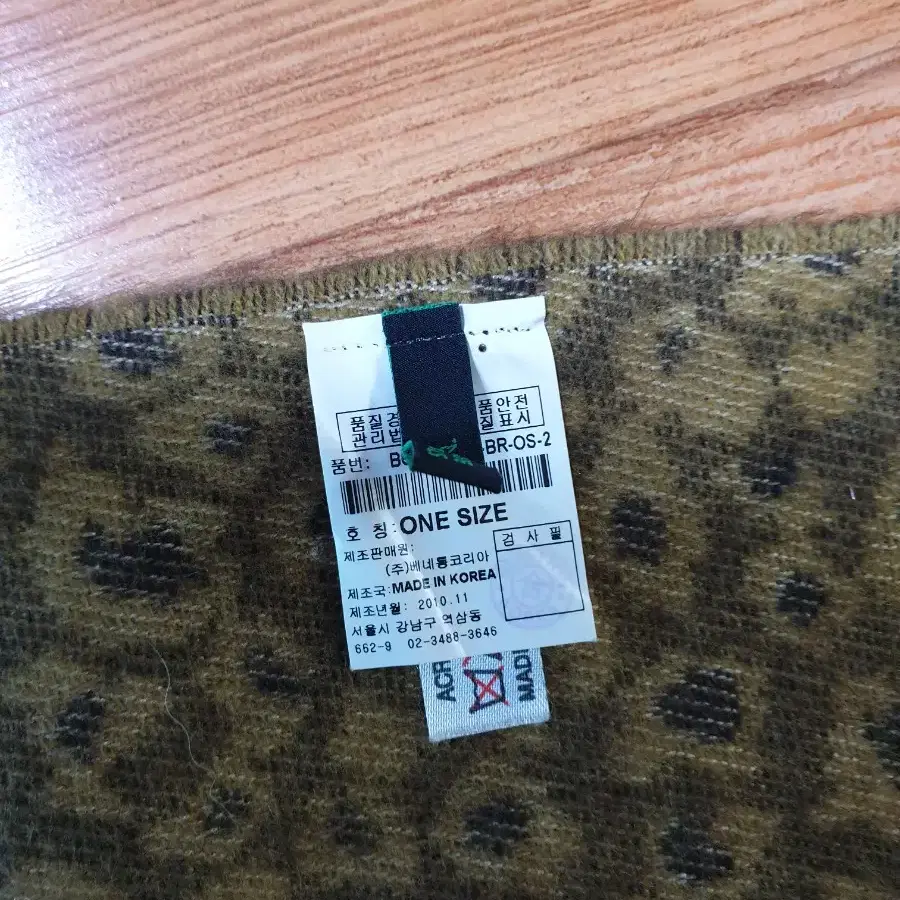 품질경 품안전
관리법 질표시
품번: B BR-OS-2
호 칭:ONE SIZE
제조판매원:
(주)베네통코리아
제조국:MADE IN KOREA
제조년월: 2010.11
서울시 강남구 역삼동
662-9 02-3488-3646
검 사 필
ACR
MAD